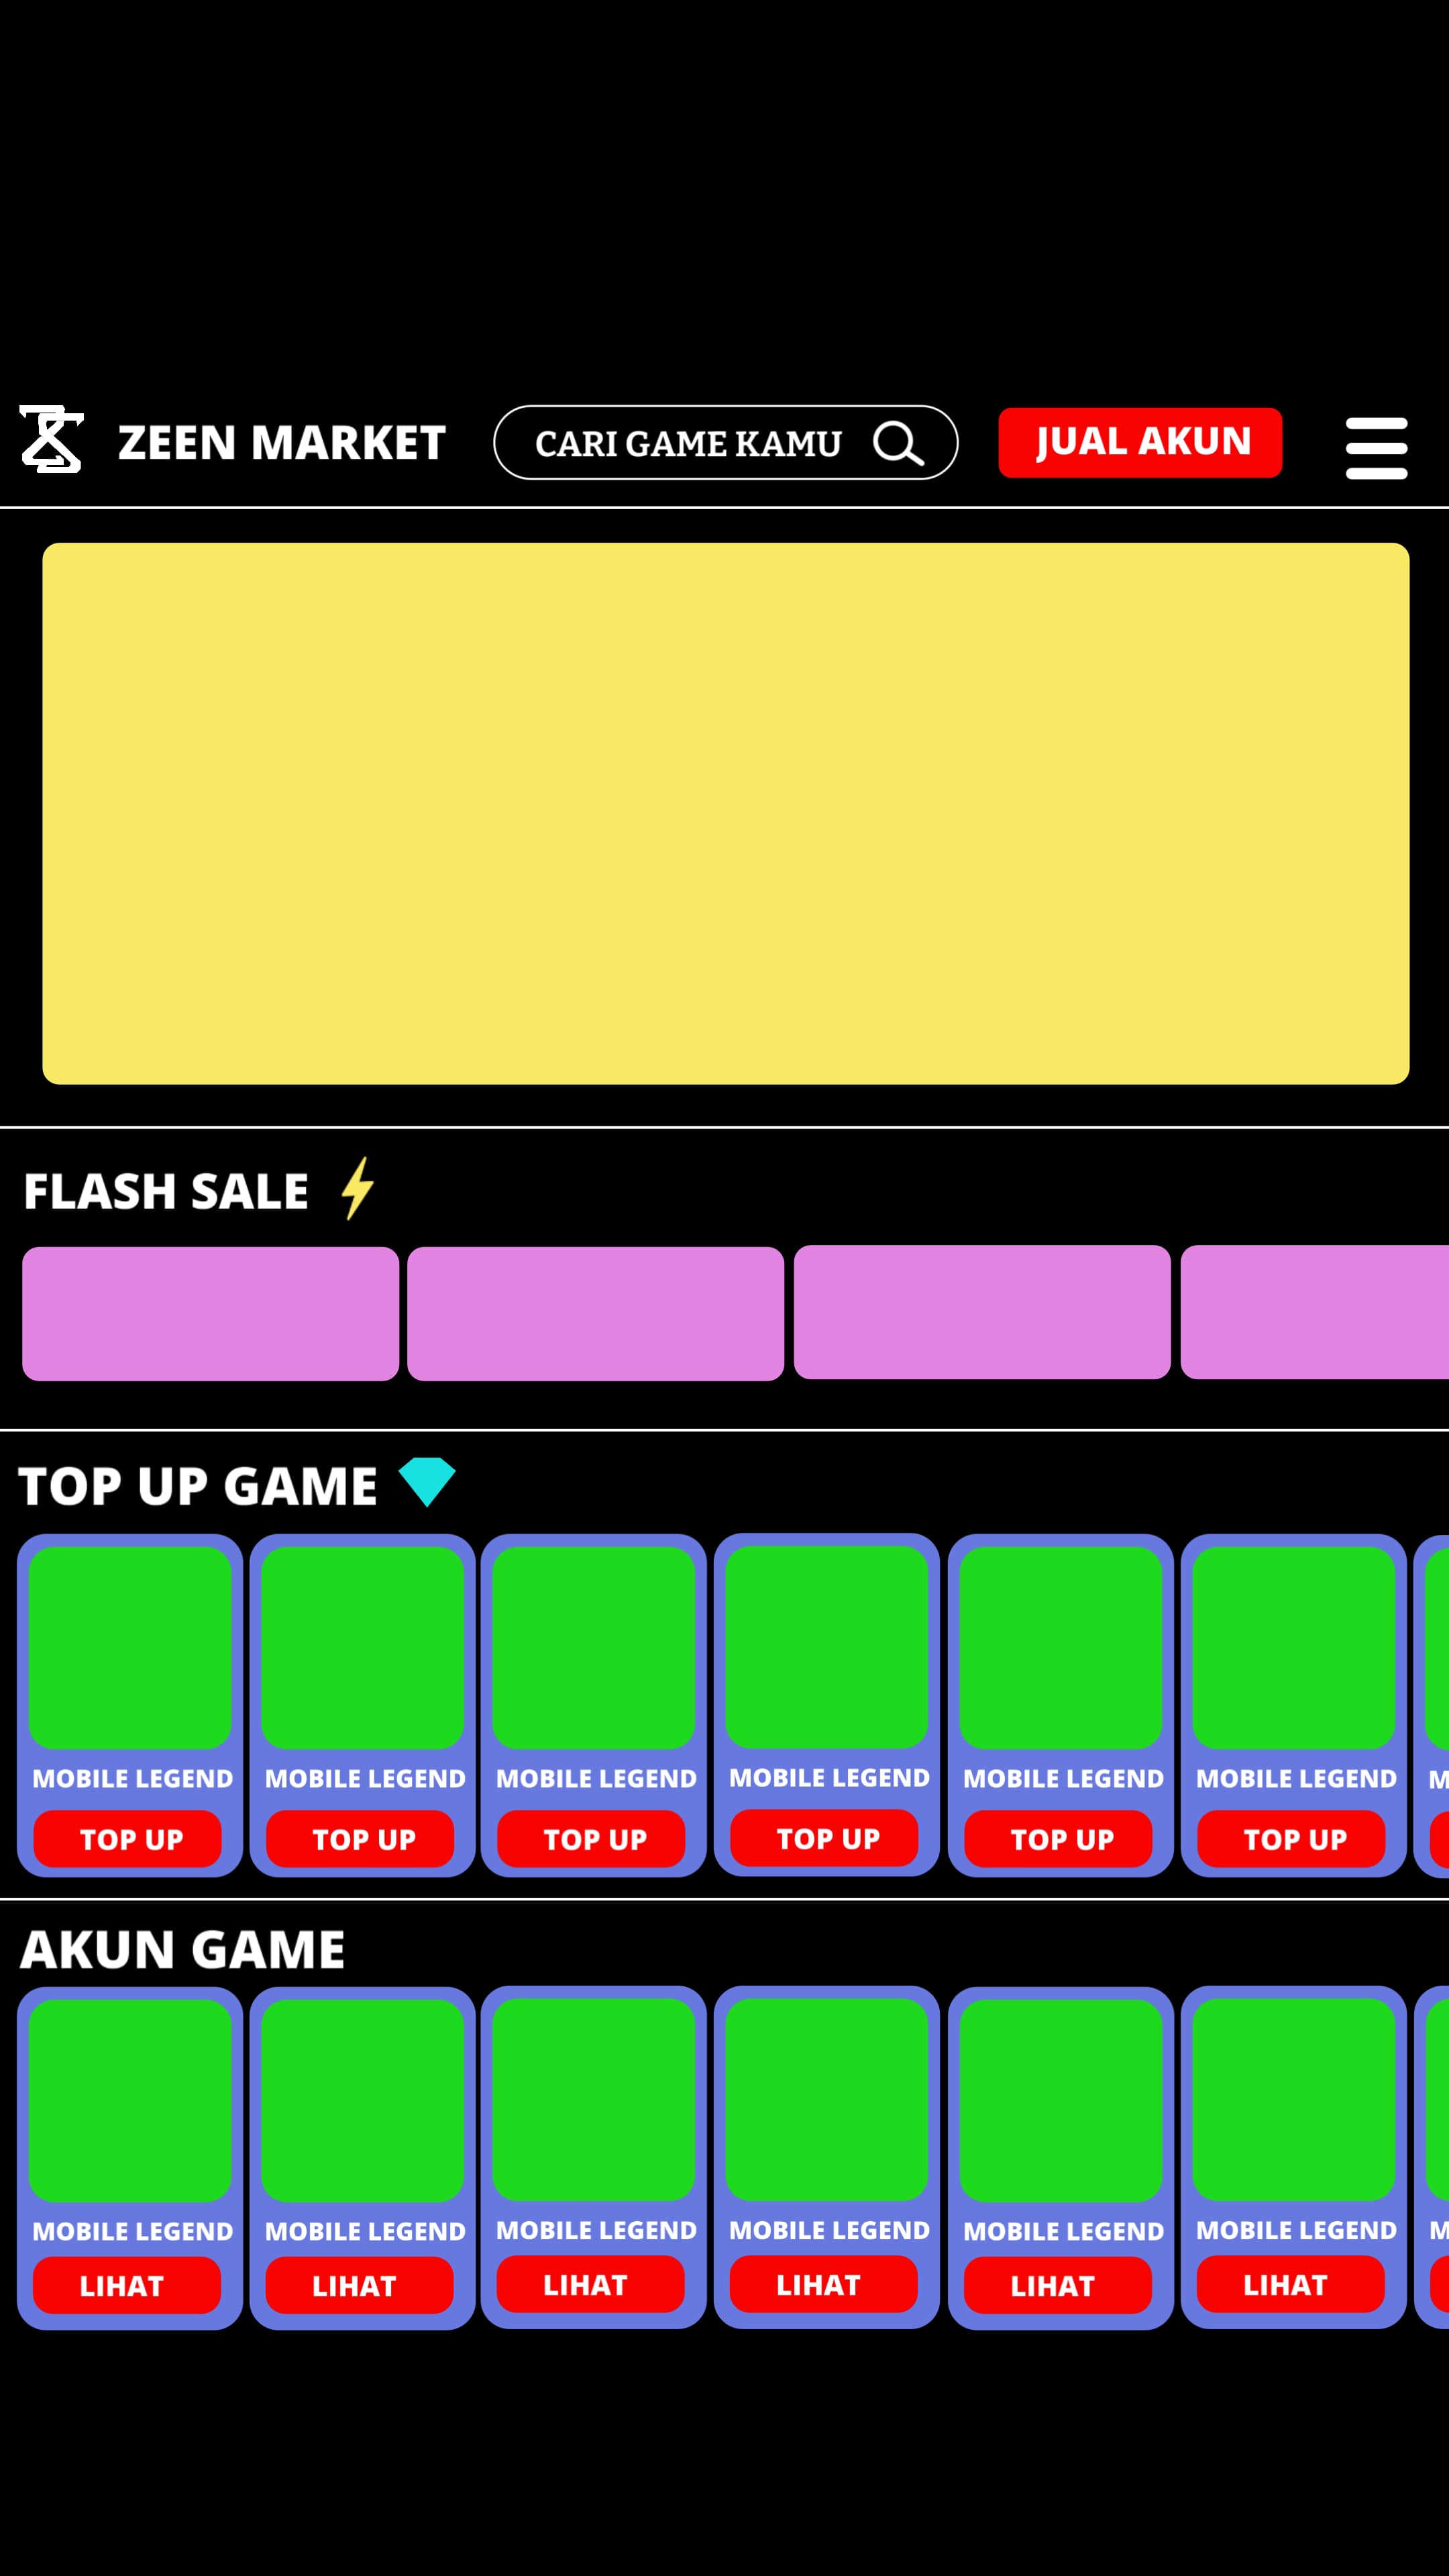 ZEEN MARKET CARI GAME KAMU JUAL AKUN
FLASH SALE
TOP UP GAME
MOBILE LEGEND MOBILE LEGEND MOBILE LEGEND MOBILE LEGEND MOBILE LEGEND MOBILE LEGEND M
TOP UP TOP UP TOP UP TOP UP TOP UP TOP UP
AKUN GAME
MOBILE LEGEND MOBILE LEGEND MOBILE LEGEND MOBILE LEGEND MOBILE LEGEND MOBILE LEGEND M
LIHAT LIHAT LIHAT LIHAT LIHAT LIHAT